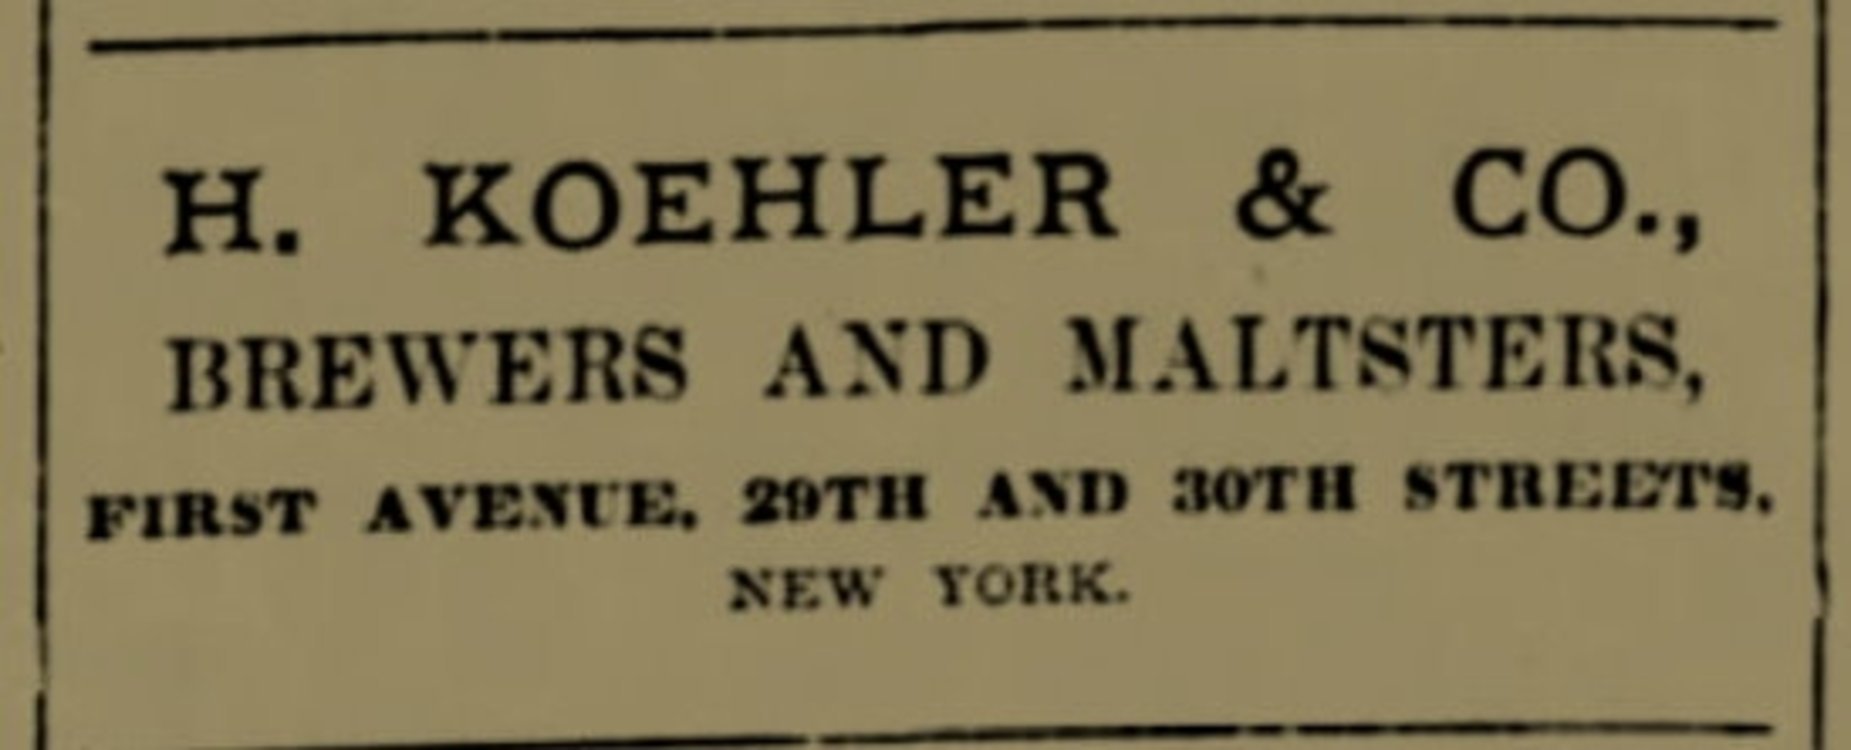 H. KOEHLER & CO.,
BREWERS AND MALTSTERS,
FIRST AVENUE, 29TH AND 30TH STREETS,
NEW YORK.